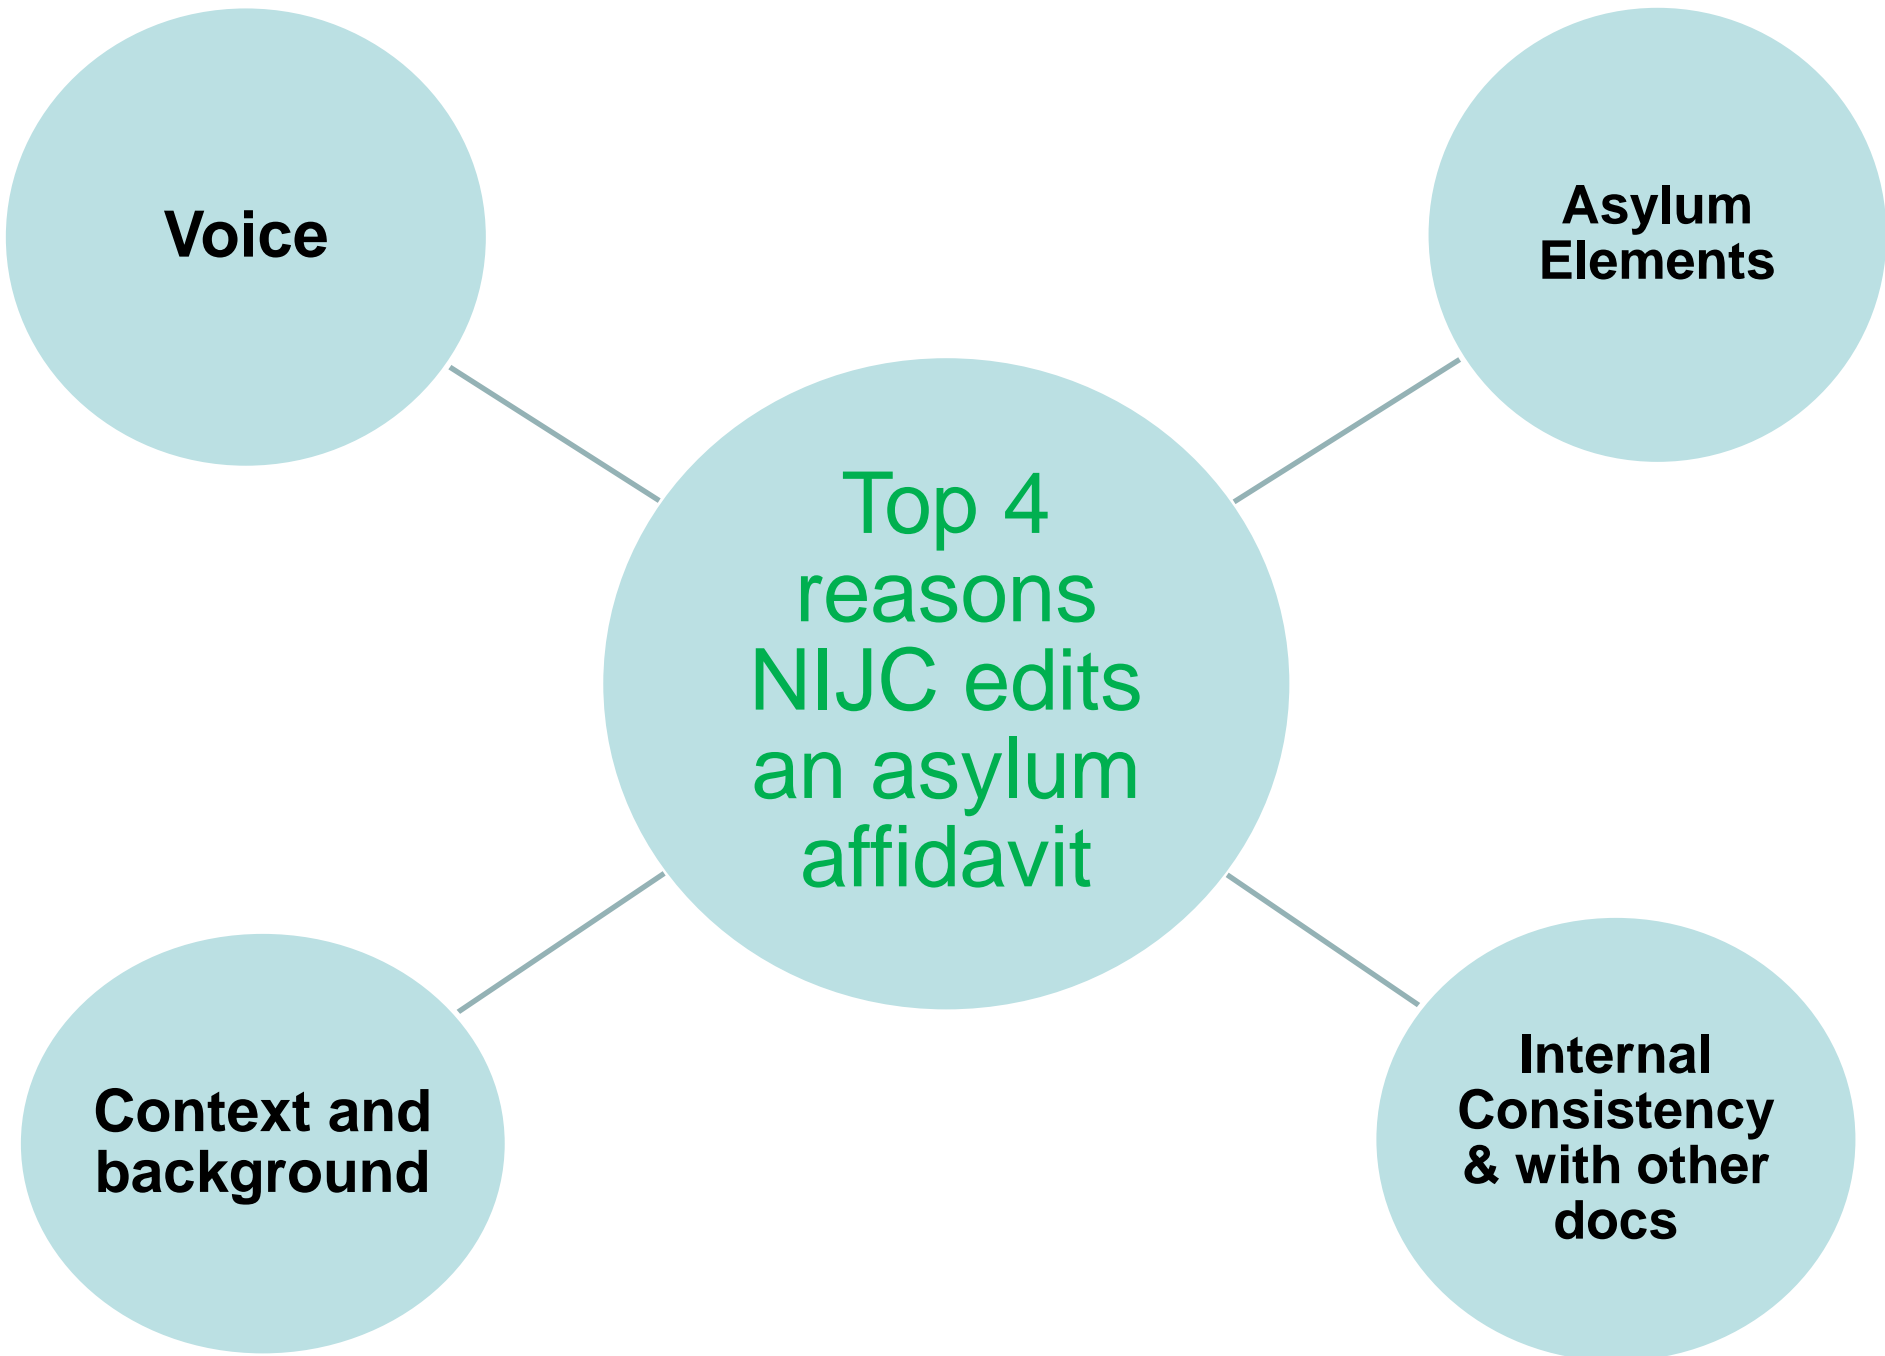 Voice
Asylum
Elements
Top 4
reasons
NIJC edits
an asylum
affidavit
Context and
background
Internal
Consistency
& with other
docs